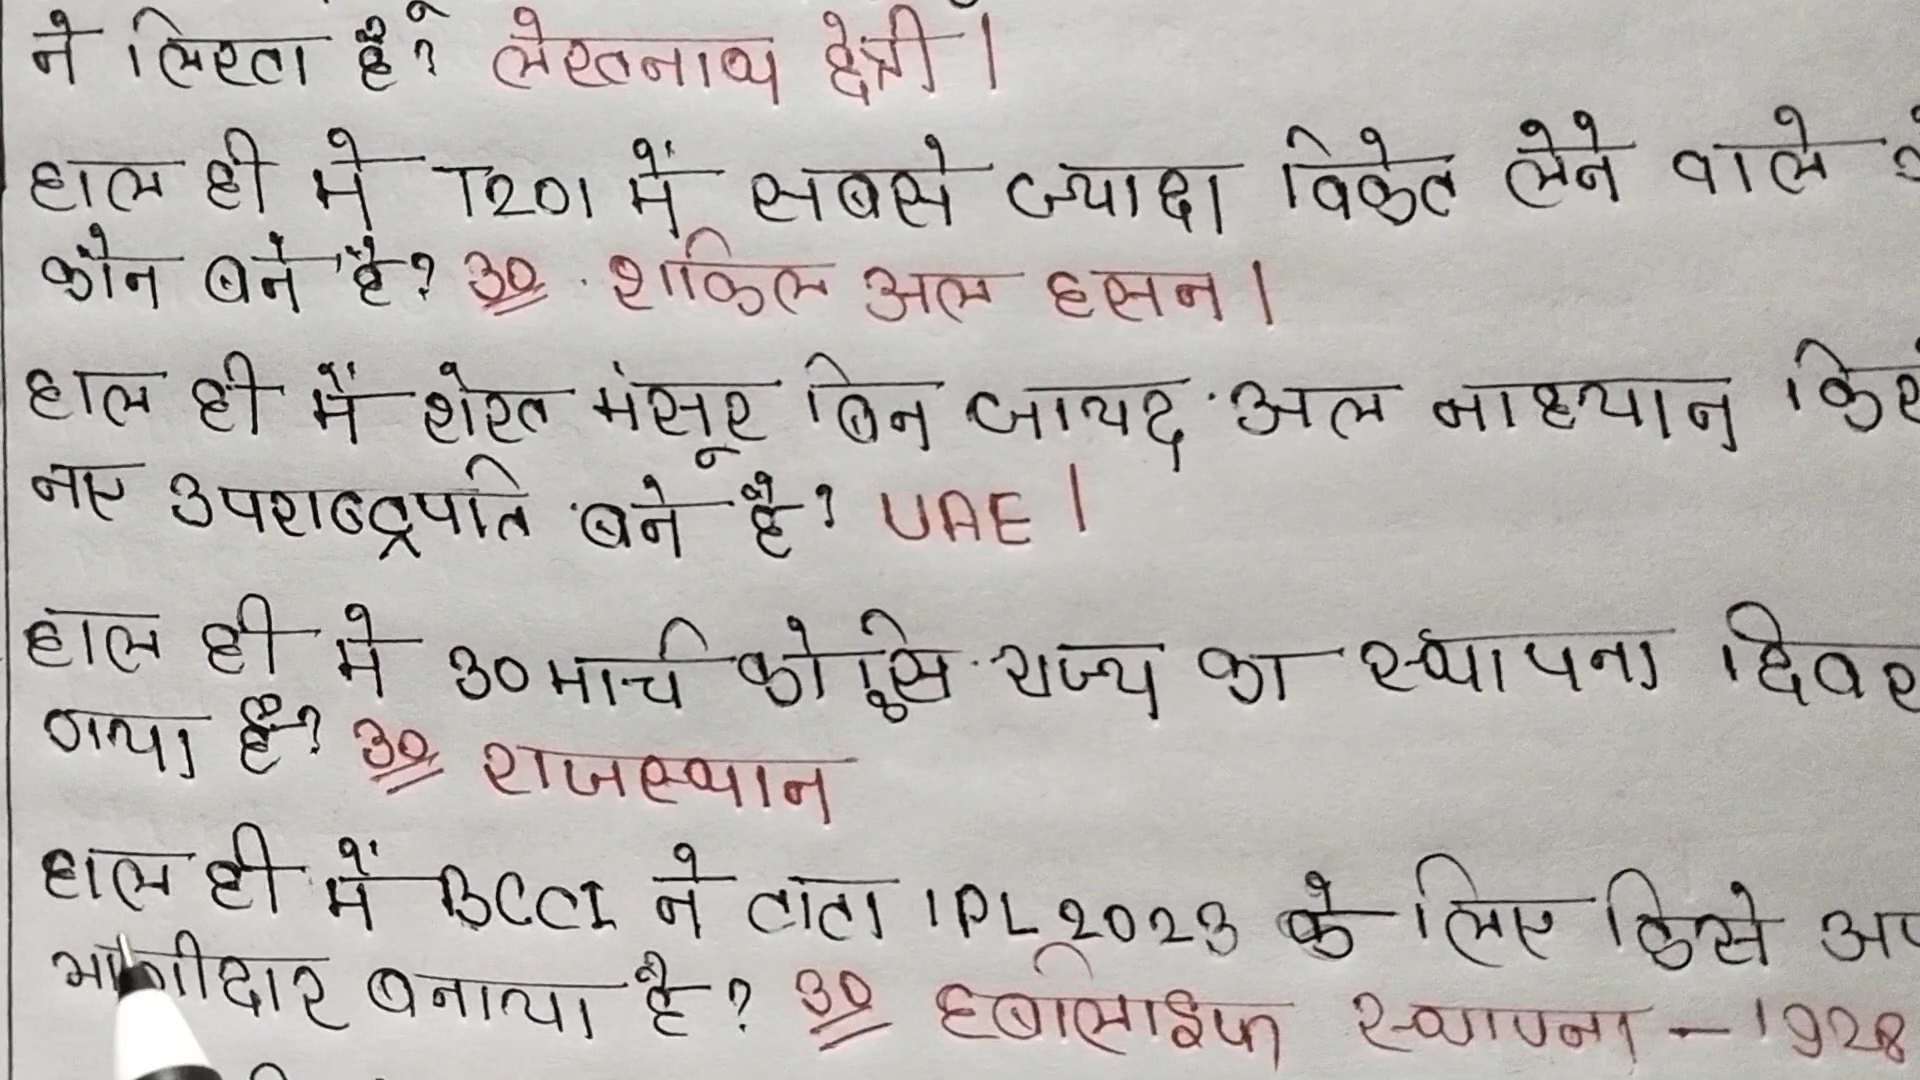 ने लिखा है? लेखनाथ क्षेत्री।
हाल ही में T20I में सबसे ज्यादा विकेट लेने वाले
कौन बने है? उ० शाकिल अल हसन।
हाल ही में शेख मंसूर बिन जायद अल नाहयान
नए उपराष्ट्रपति बने है? UAE।
हाल ही में 30 मार्च को राज्य का स्थापना
गया है? उ० राजस्थान
हाल ही में BCCI ने टाटा IPL 2023 के लिए किसे
भागीदार बनाया है? उ० हर्बालाइफ स्थापना - 1928